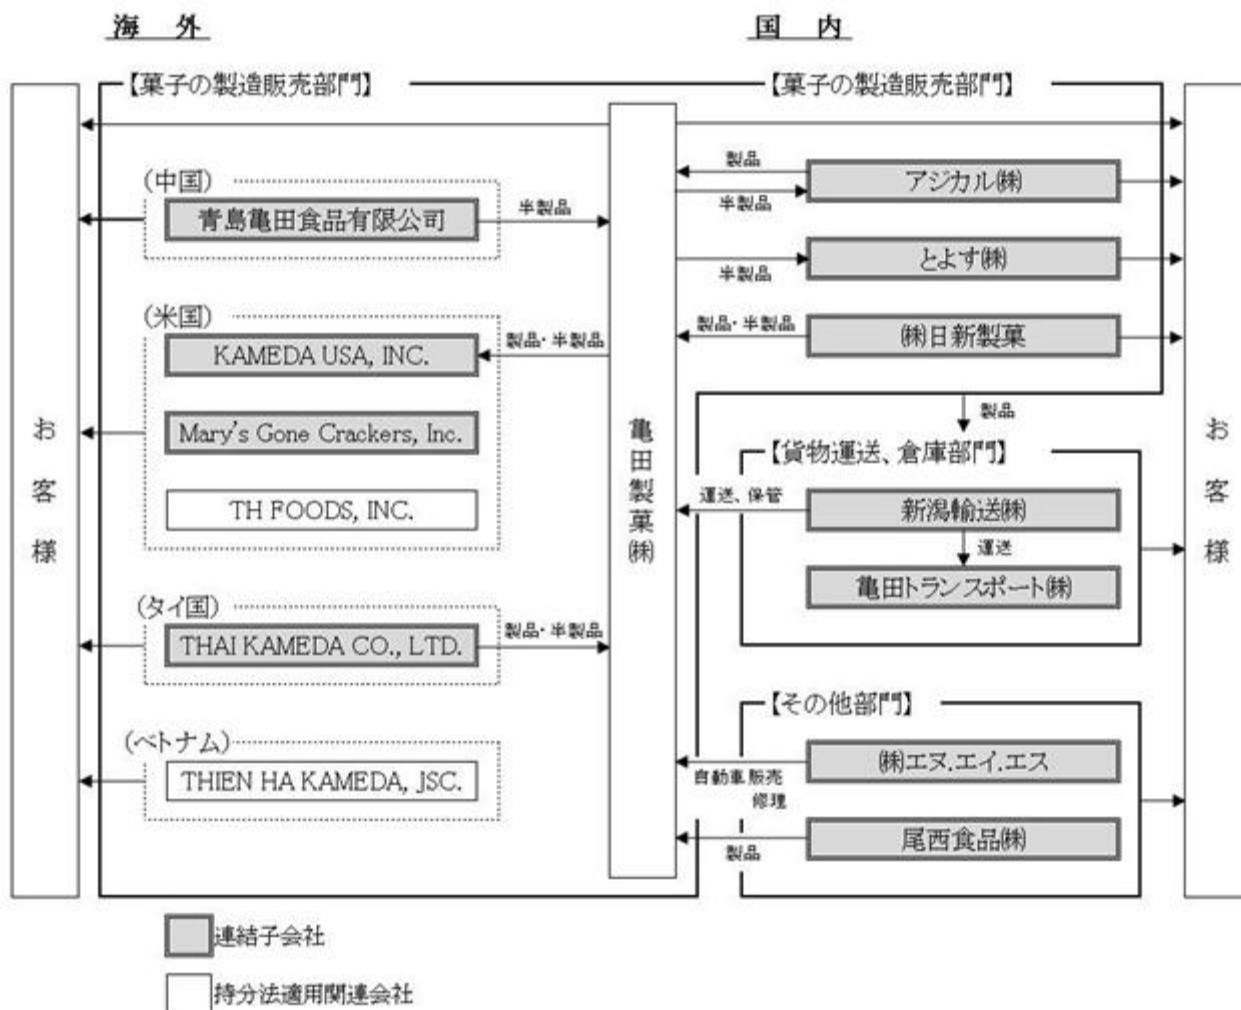 海 外
国 内
【菓子の製造販売部門】
【菓子の製造販売部門】
お客様
亀田製菓㈱
お客様
(中国)
青島亀田食品有限公司
半製品
(米国)
KAMEDA USA, INC.
製品・半製品
Mary's Gone Crackers, Inc.
TH FOODS, INC.
(タイ国)
THAI KAMEDA CO., LTD.
製品・半製品
(ベトナム)
THIEN HA KAMEDA, JSC.
製品
アジカル㈱
半製品
とよす㈱
半製品
製品・半製品
㈱日新製菓
製品
【貨物運送、倉庫部門】
運送、保管
新潟輸送㈱
運送
亀田トランスポート㈱
【その他部門】
㈱エヌ.エイ.エス
自動車販売
修理
尾西食品㈱
製品
連結子会社
持分法適用関連会社